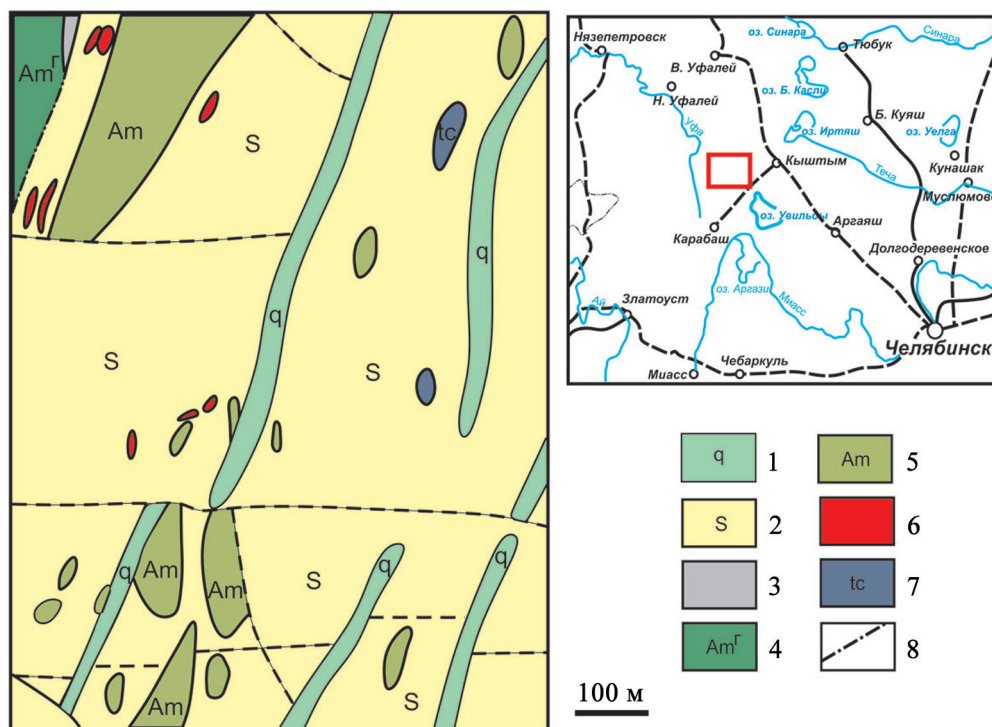 Am^Г
Am
S
tc
q
q
S
S
q
Am
Am
S
q
q
S
оз. Синара
Синара
Нязепетровск
Тюбук
В. Уфалей
оз. Б. Касли
Н. Уфалей
Уфа
Б. Куяш
оз. Иртяш
оз. Уелга
Кыштым
Кунашак
Теча
Муслюмово
оз. Увильды
Карабаш
Аргаяш
Долгодеревенское
оз. Аргази
Миасс
Ай
Златоуст
Челябинск
Чебаркуль
Миасс
q 1
Am 5
S 2
6
3
tc 7
Am^Г 4
8
100 м